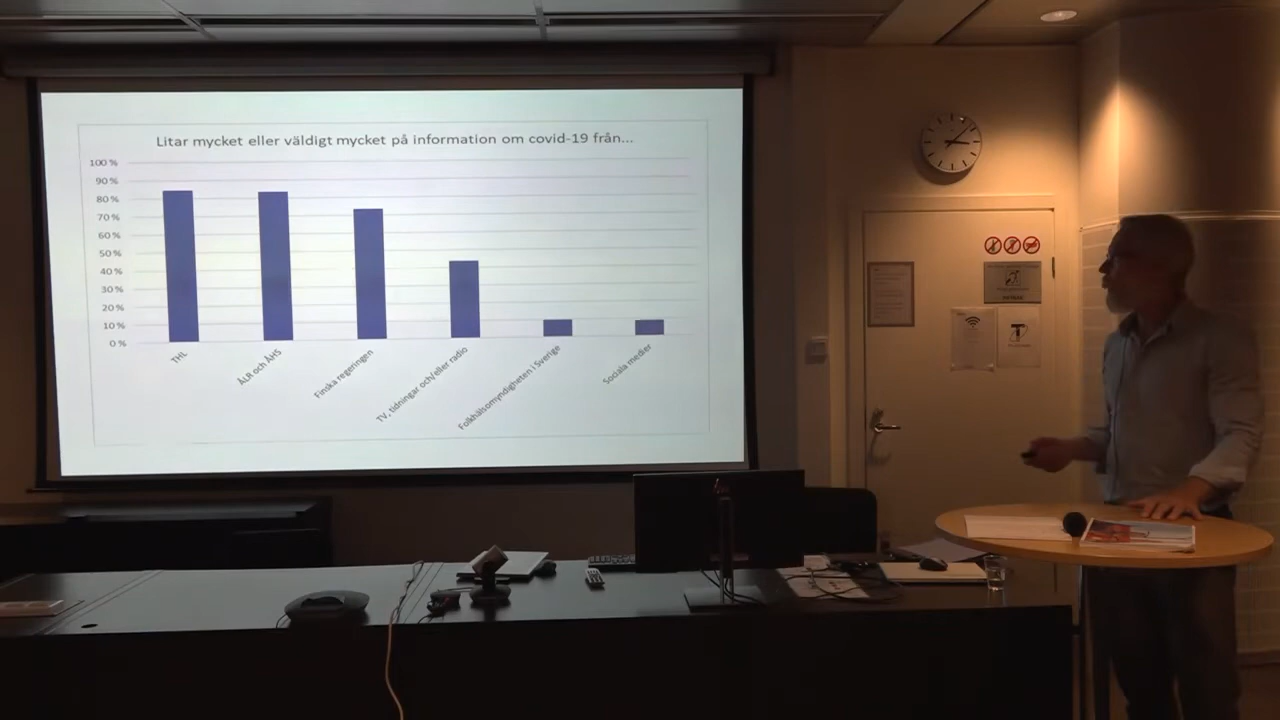 Litar mycket eller väldigt mycket på information om covid-19 från...
100 %
90 %
80 %
70 %
60 %
50 %
40 %
30 %
20 %
10 %
0 %
THL
ÅLR och ÅHS
Finska regeringen
TV, tidningar och/eller radio
Folkhälsomyndigheten i Sverige
Sociala medier